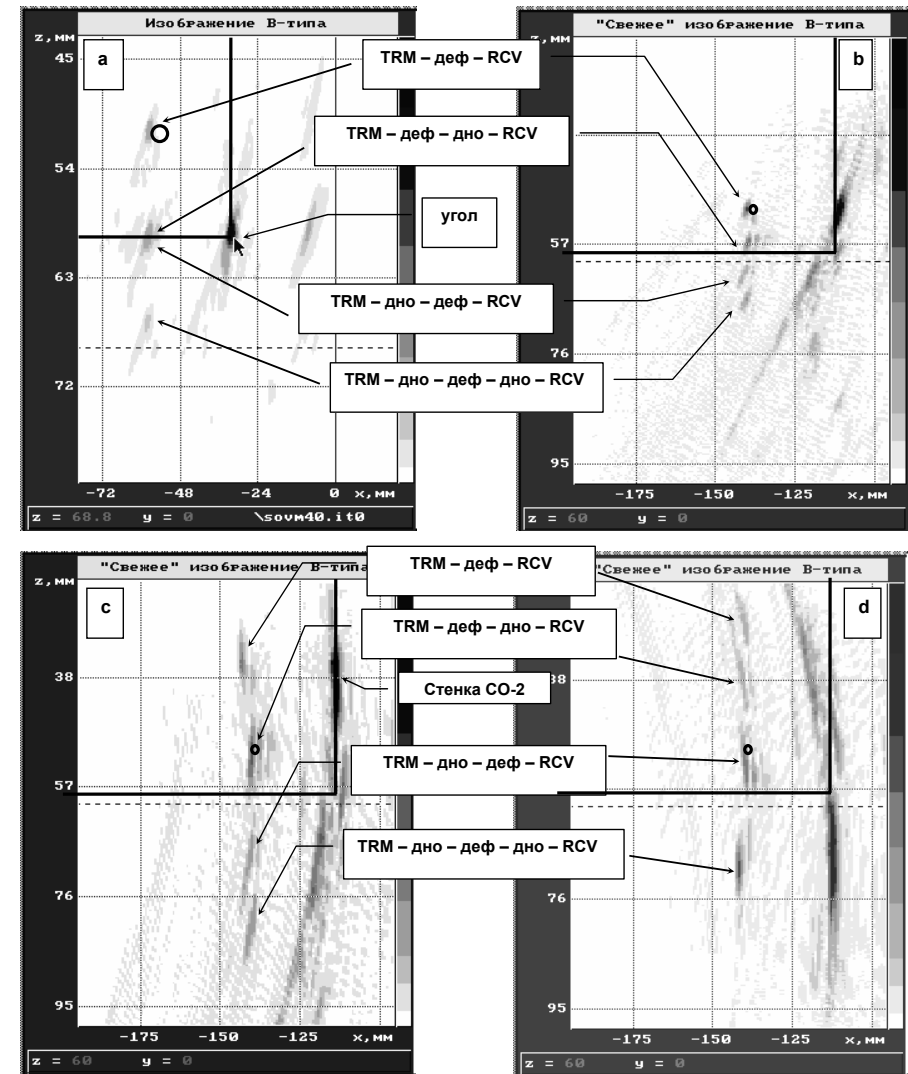 Изображение B-типа
"Свежее" изображение B-типа
z, мм
z, мм
a
b
TRM – деф – RCV
TRM – деф – дно – RCV
угол
TRM – дно – деф – RCV
TRM – дно – деф – дно – RCV
45
54
63
72
57
76
95
-72 -48 -24 0 x, мм
-175 -150 -125 x, мм
z = 68.8 y = 0 \sovm40.it0
z = 60 y = 0
"Свежее" изображение B-типа
"Свежее" изображение B-типа
z, мм
c
d
TRM – деф – RCV
TRM – деф – дно – RCV
Стенка СО-2
TRM – дно – деф – RCV
TRM – дно – деф – дно – RCV
38
57
76
95
38
76
95
-175 -150 -125 x, мм
-175 -150 -125 x, мм
z = 60 y = 0
z = 60 y = 0